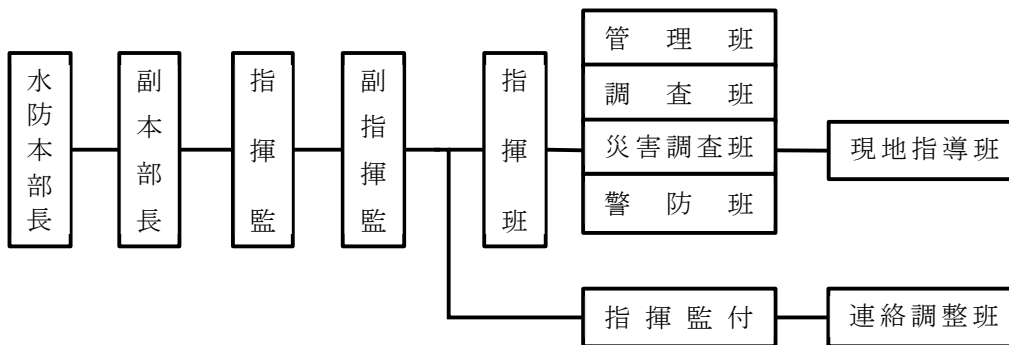 水防本部長
副本部長
指揮監
副指揮監
指揮班
管理班
調査班
災害調査班
警防班
現地指導班
指揮監付
連絡調整班